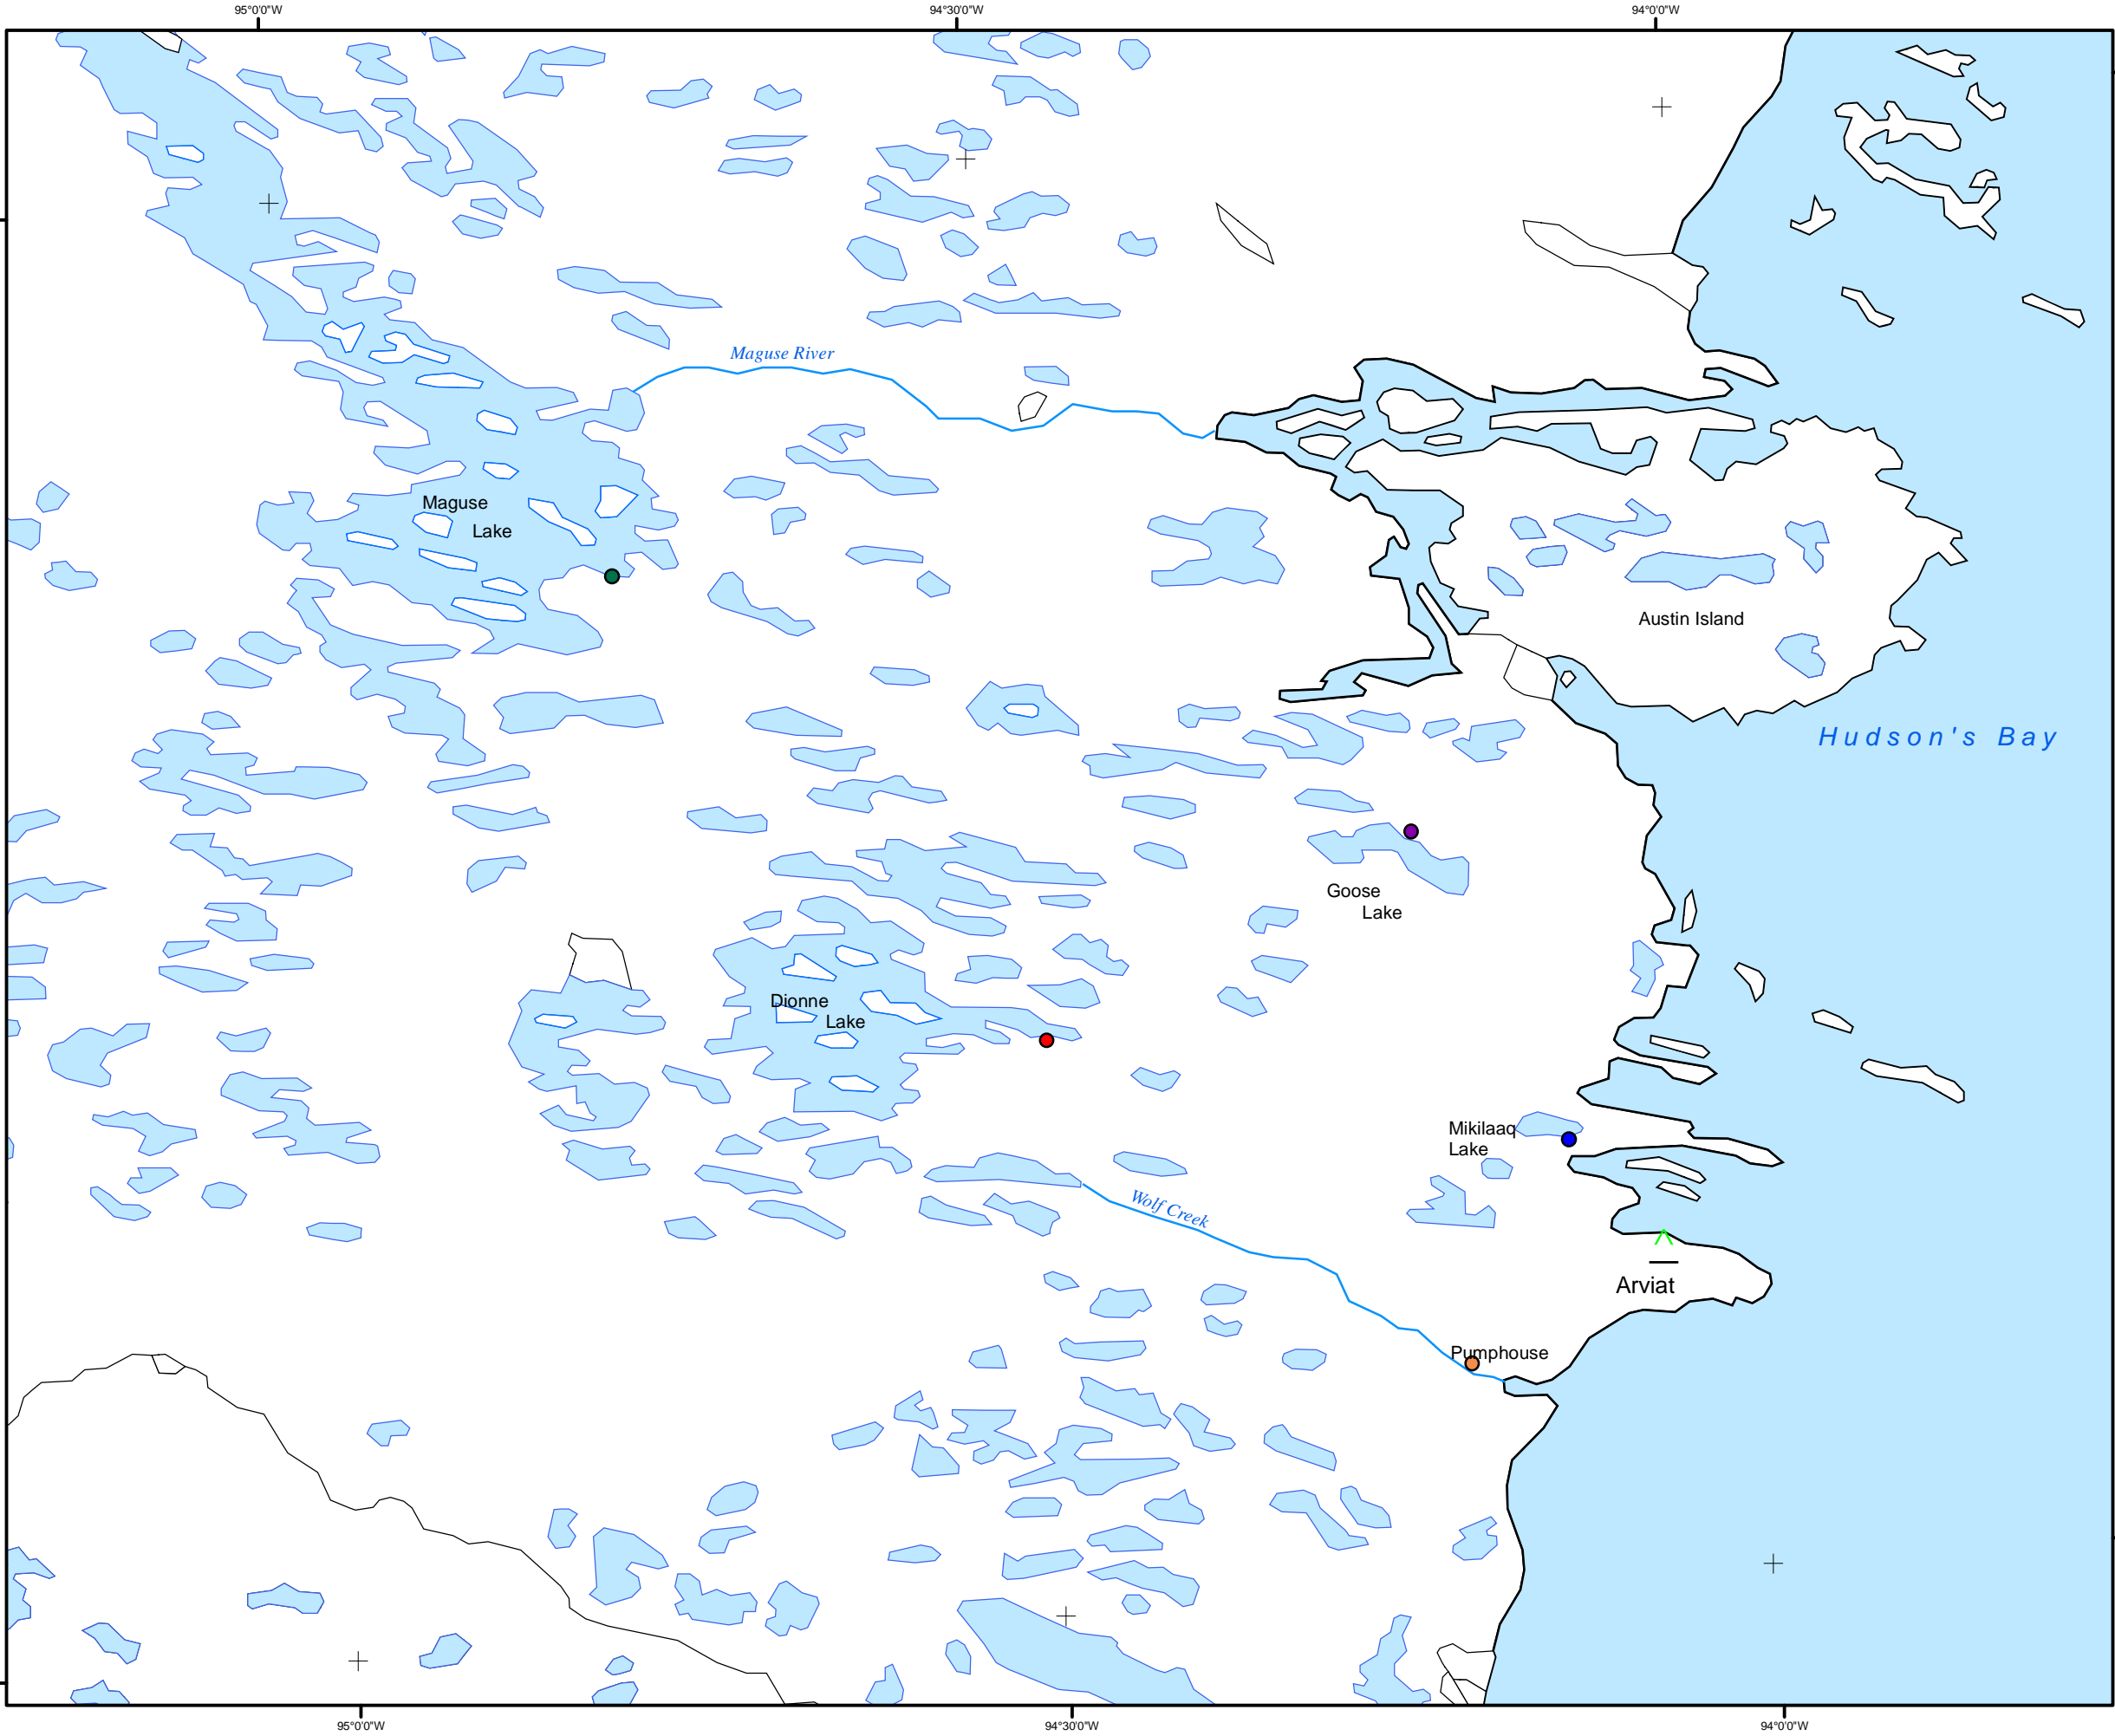 95°0'0"W
94°30'0"W
94°0'0"W
Maguse River
Maguse
Lake
Austin Island
Hudson's Bay
Goose
Lake
Dionne
Lake
Mikilaaq
Lake
Wolf Creek
Arviat
Pumphouse
95°0'0"W
94°30'0"W
94°0'0"W